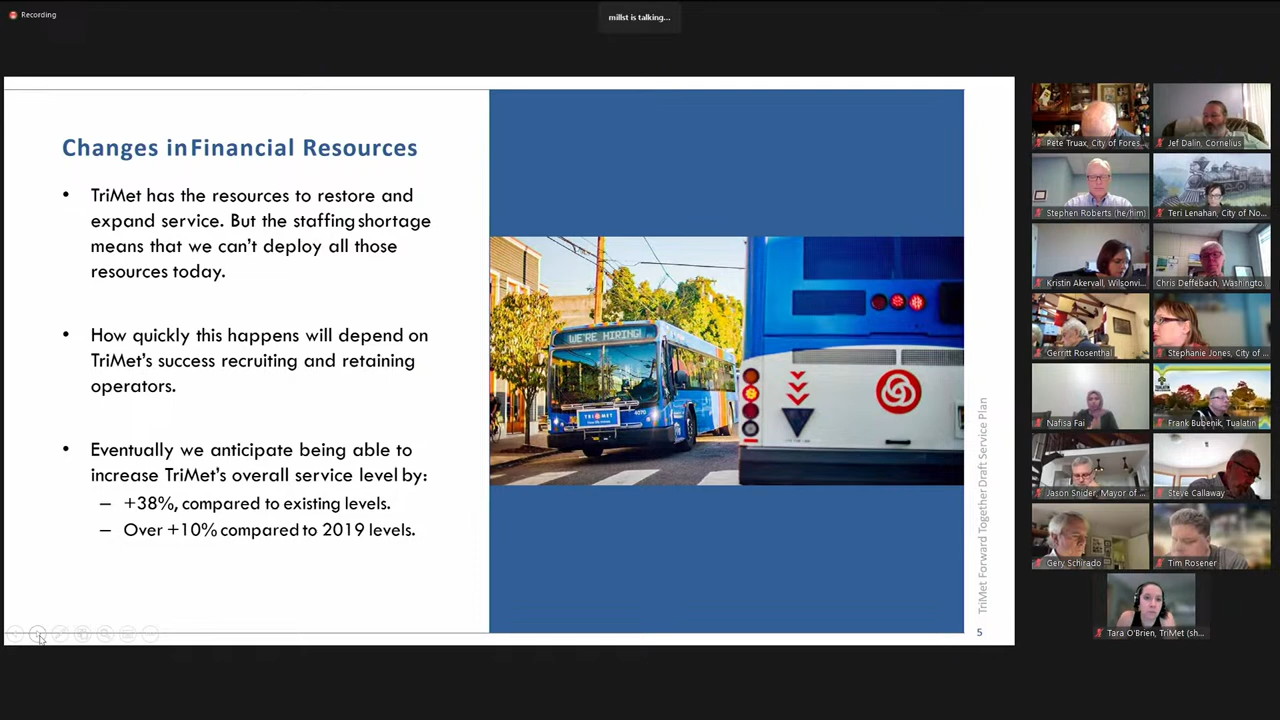 Recording
millst is talking...
Changes in Financial Resources
• TriMet has the resources to restore and
expand service. But the staffing shortage
means that we can't deploy all those
resources today.
• How quickly this happens will depend on
TriMet's success recruiting and retaining
operators.
• Eventually we anticipate being able to
increase TriMet's overall service level by:
– +38%, compared to existing levels.
– Over +10% compared to 2019 levels.
WE'RE HIRING!
TRIMET
4070
TriMet Forward Together Draft Service Plan
5
Pete Truax, City of Fores...
Jef Dalin, Cornelius
Stephen Roberts (he/him)
Teri Lenahan, City of No...
Kristin Akervall, Wilsonvi...
Chris Deffebach, Washingto...
Gerritt Rosenthal
Stephanie Jones, City of ...
Nafisa Fai
Frank Bubenik, Tualatin
Jason Snider, Mayor of ...
Steve Callaway
Gery Schirado
Tim Rosener
Tara O'Brien, TriMet (sh...